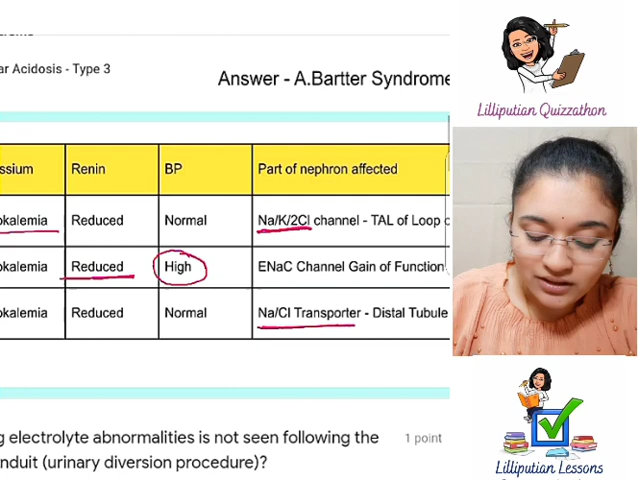 ar Acidosis - Type 3
Answer - A.Bartter Syndrome
ssium Renin BP Part of nephron affected
okalemia Reduced Normal Na/K/2Cl channel - TAL of Loop o
okalemia Reduced High ENaC Channel Gain of Function
okalemia Reduced Normal Na/Cl Transporter - Distal Tubule
g electrolyte abnormalities is not seen following the 1 point
nduit (urinary diversion procedure)?
Lilliputian Quizzathon
Lilliputian Lessons